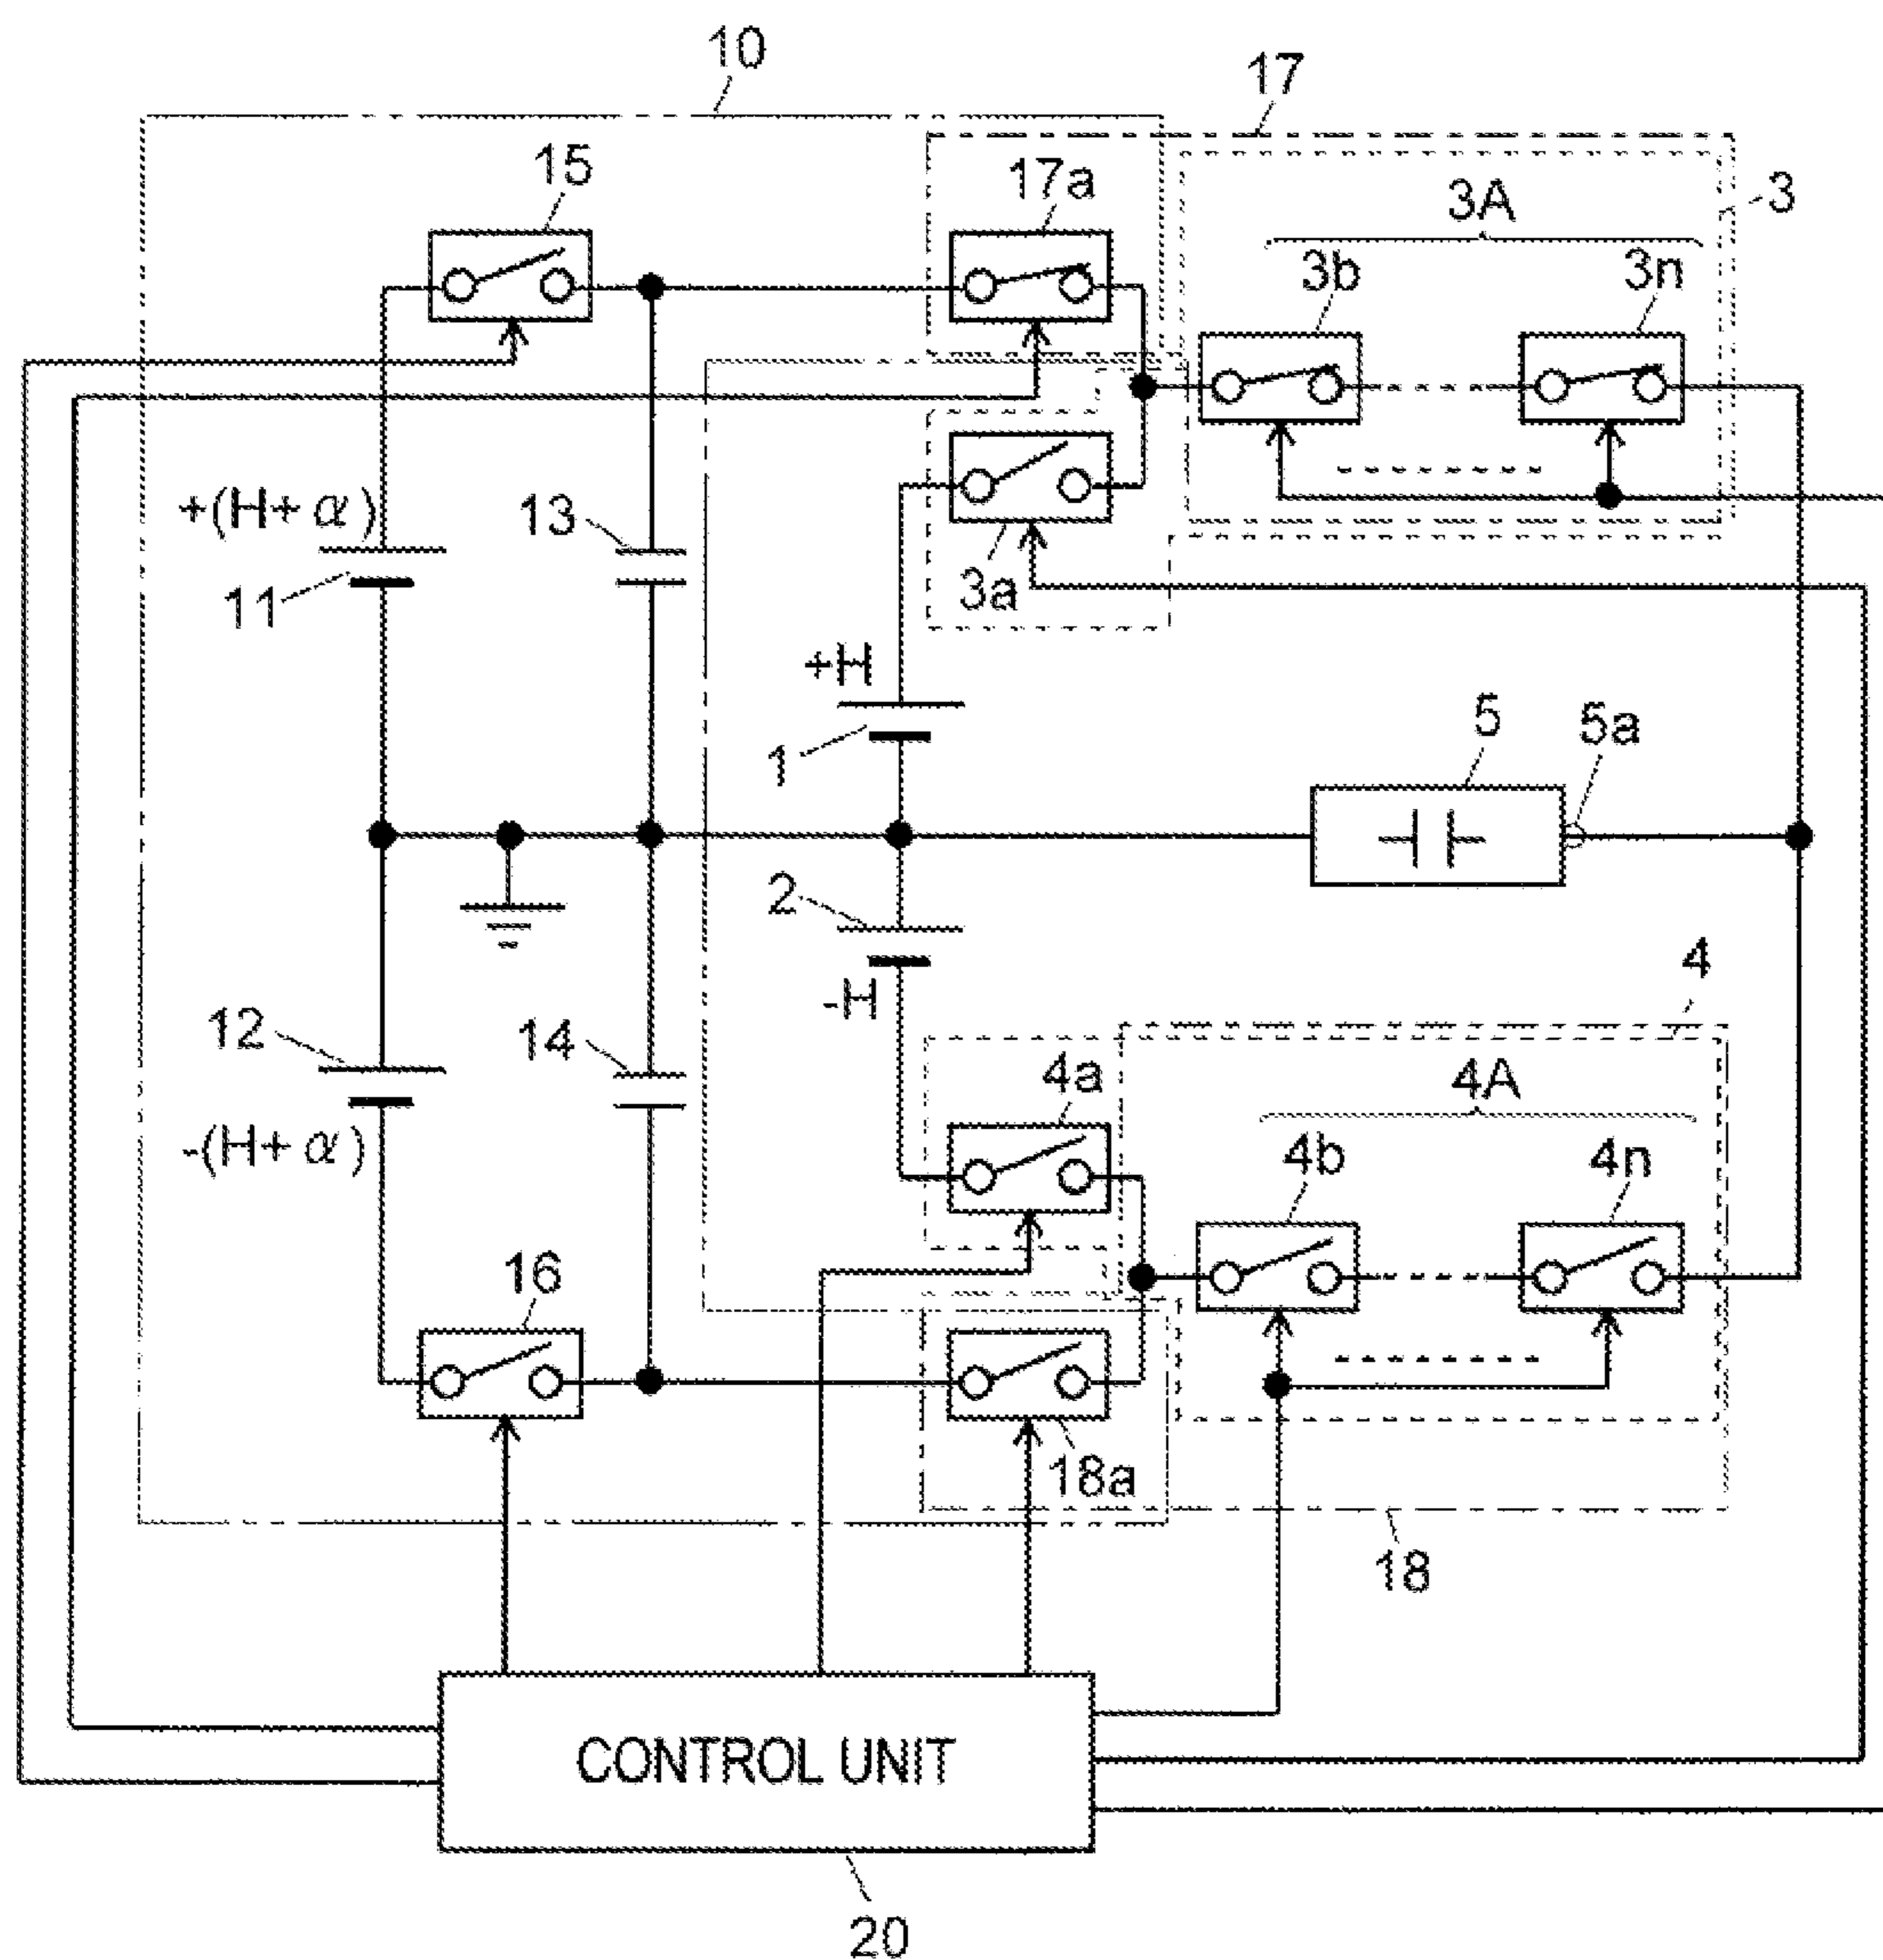 10
17
15
17a
3A
3
3b
3n
+(H+α)
13
11
3a
+H
1
5
5a
2
-H
4
12
14
4a
4A
-(H+α)
4b
4n
16
18a
18
CONTROL UNIT
20